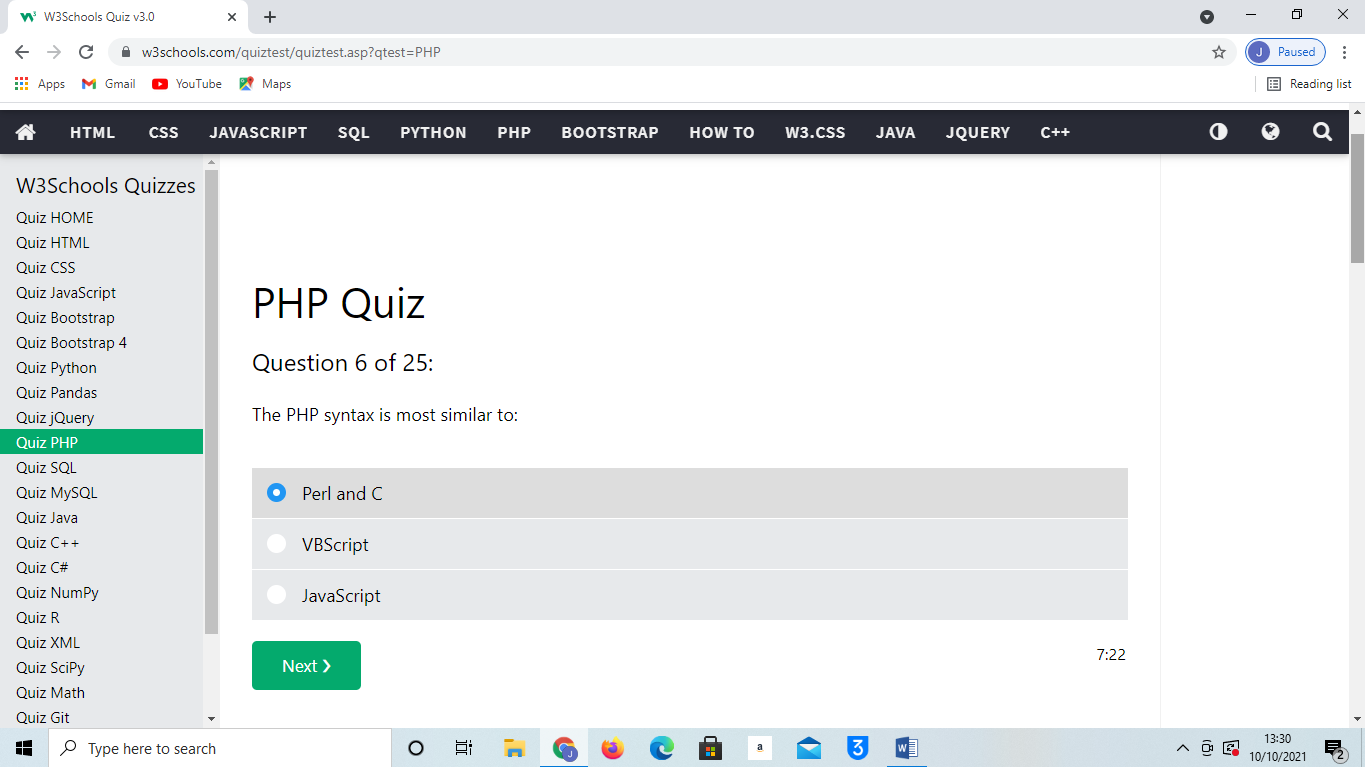 W3Schools Quiz v3.0
w3schools.com/quiztest/quiztest.asp?qtest=PHP
J Paused
Apps Gmail YouTube Maps Reading list
HTML CSS JAVASCRIPT SQL PYTHON PHP BOOTSTRAP HOW TO W3.CSS JAVA JQUERY C++
W3Schools Quizzes
Quiz HOME
Quiz HTML
Quiz CSS
Quiz JavaScript
Quiz Bootstrap
Quiz Bootstrap 4
Quiz Python
Quiz Pandas
Quiz jQuery
Quiz PHP
Quiz SQL
Quiz MySQL
Quiz Java
Quiz C++
Quiz C#
Quiz NumPy
Quiz R
Quiz XML
Quiz SciPy
Quiz Math
Quiz Git
PHP Quiz
Question 6 of 25:
The PHP syntax is most similar to:
Perl and C
VBScript
JavaScript
Next ❯
7:22
Type here to search
13:30
10/10/2021
2